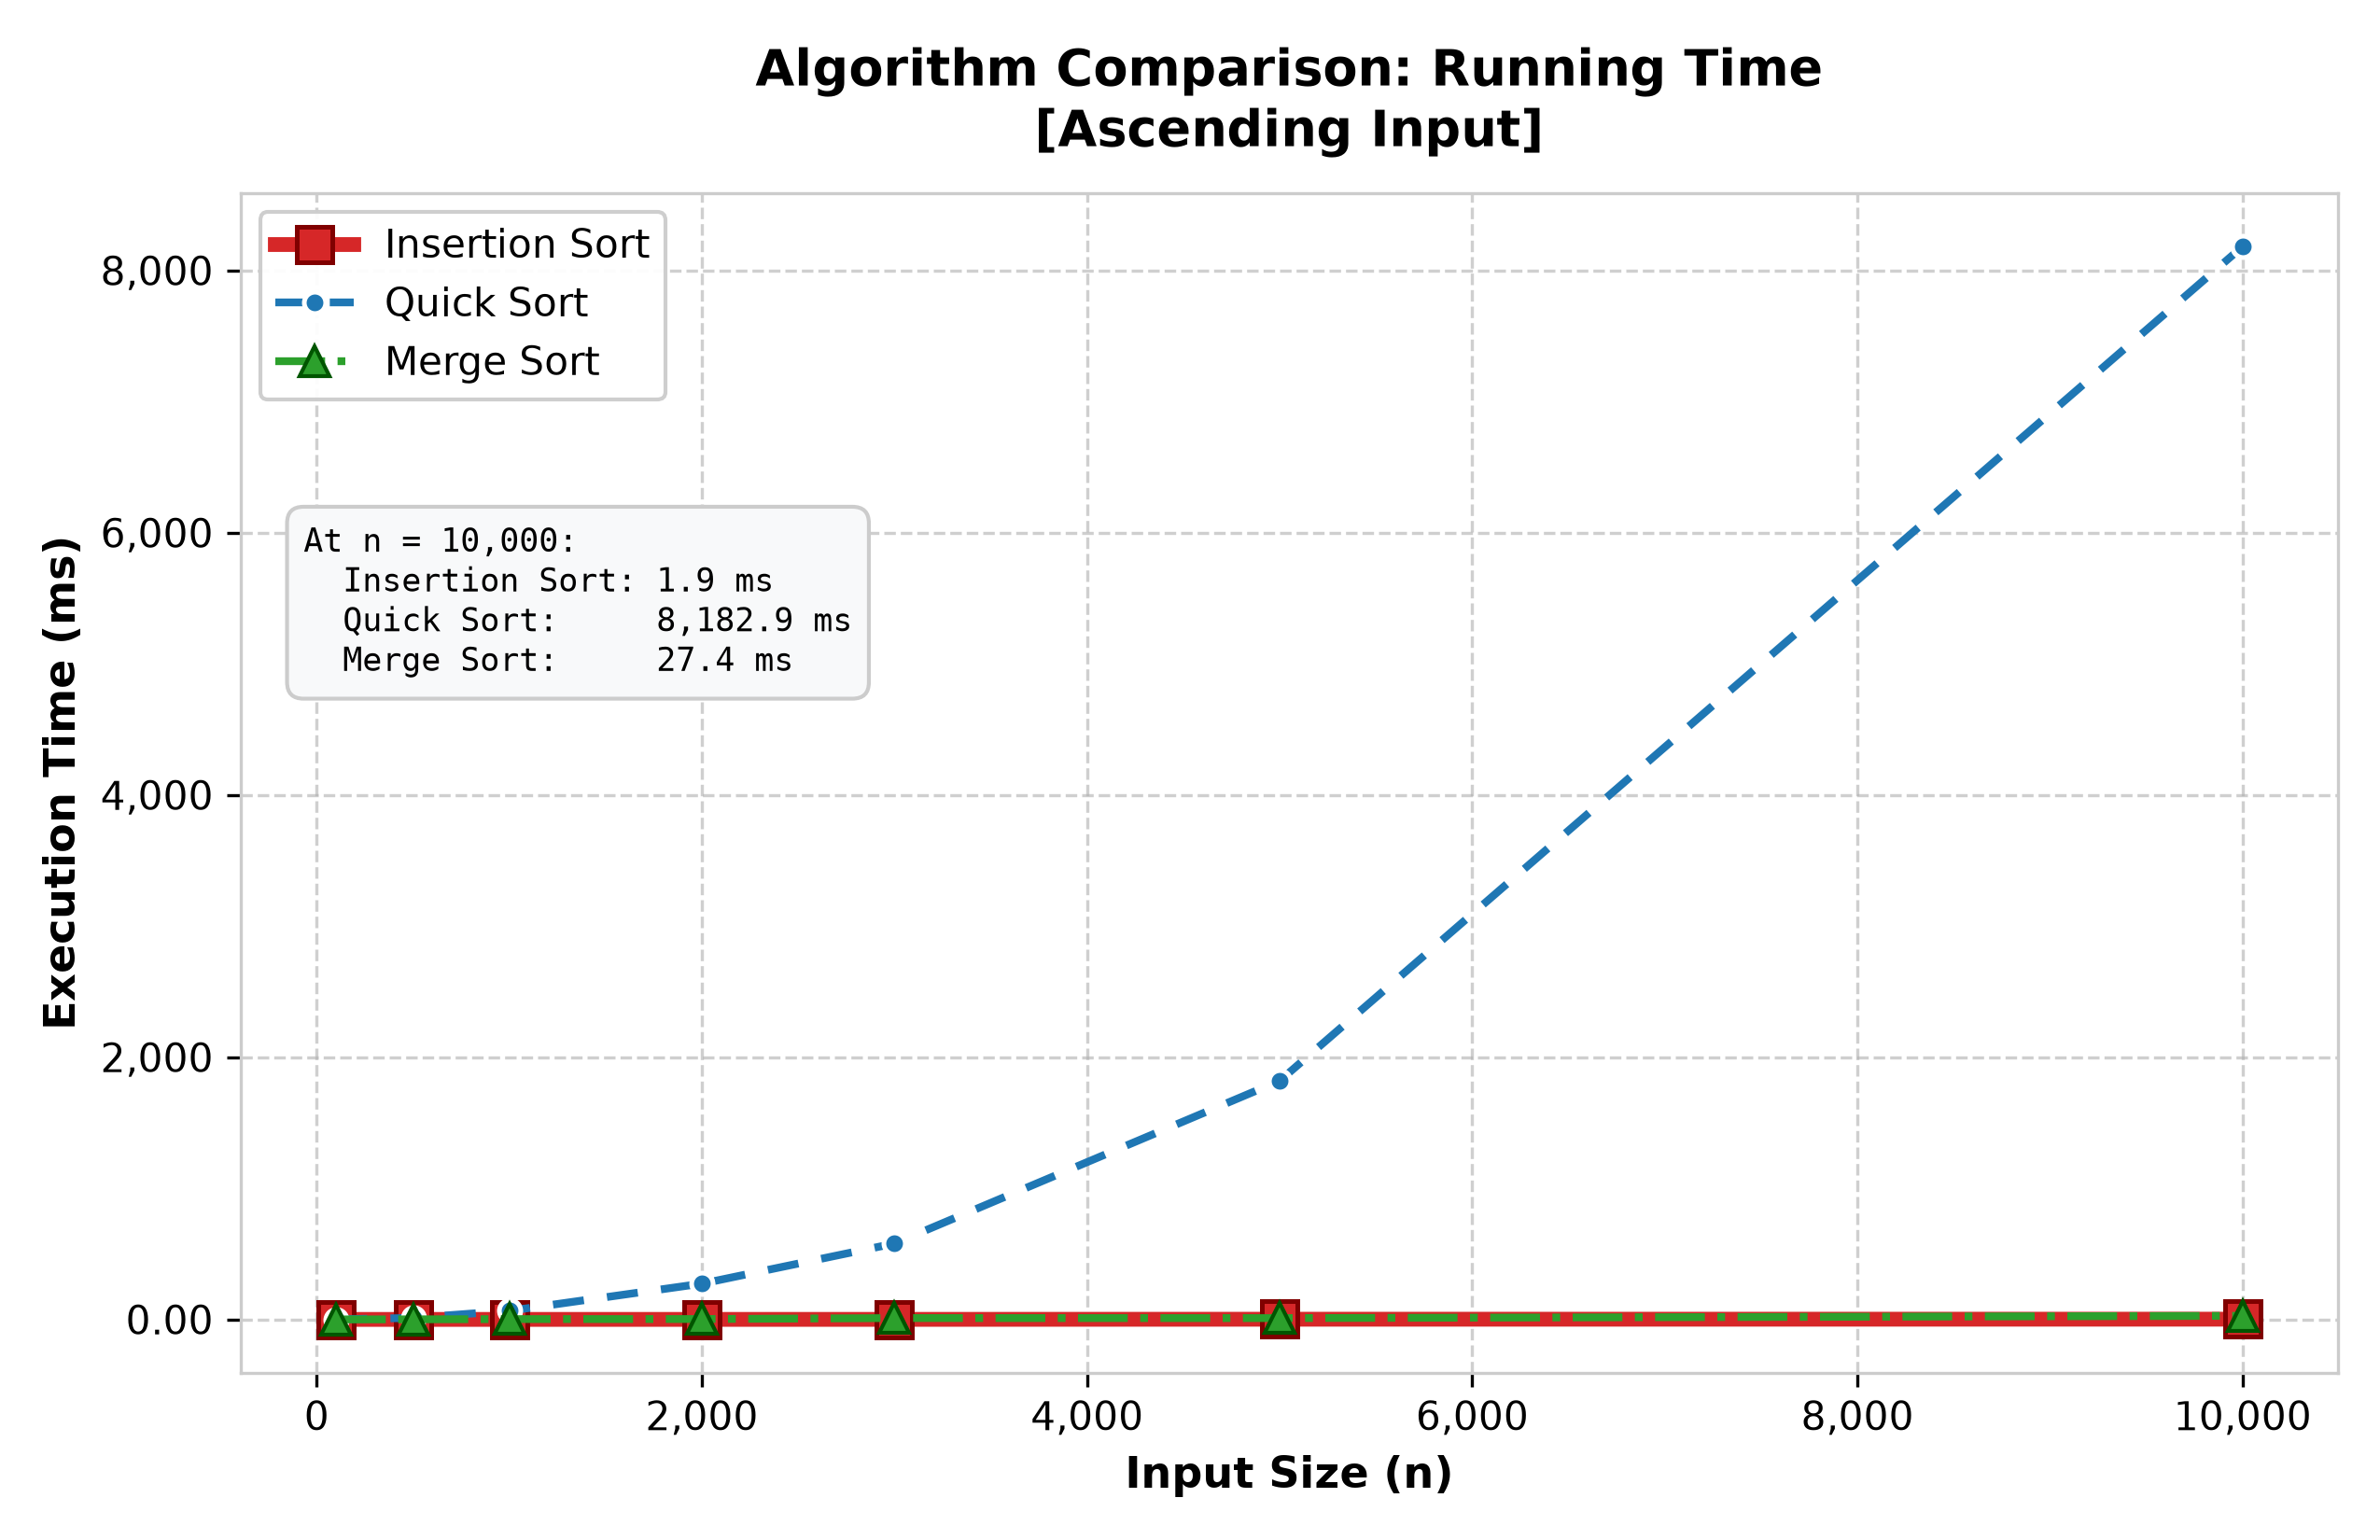 Algorithm Comparison: Running Time
[Ascending Input]
Insertion Sort
Quick Sort
Merge Sort
At n = 10,000:
Insertion Sort: 1.9 ms
Quick Sort: 8,182.9 ms
Merge Sort: 27.4 ms
Execution Time (ms)
8,000
6,000
4,000
2,000
0.00
0
2,000
4,000
6,000
8,000
10,000
Input Size (n)